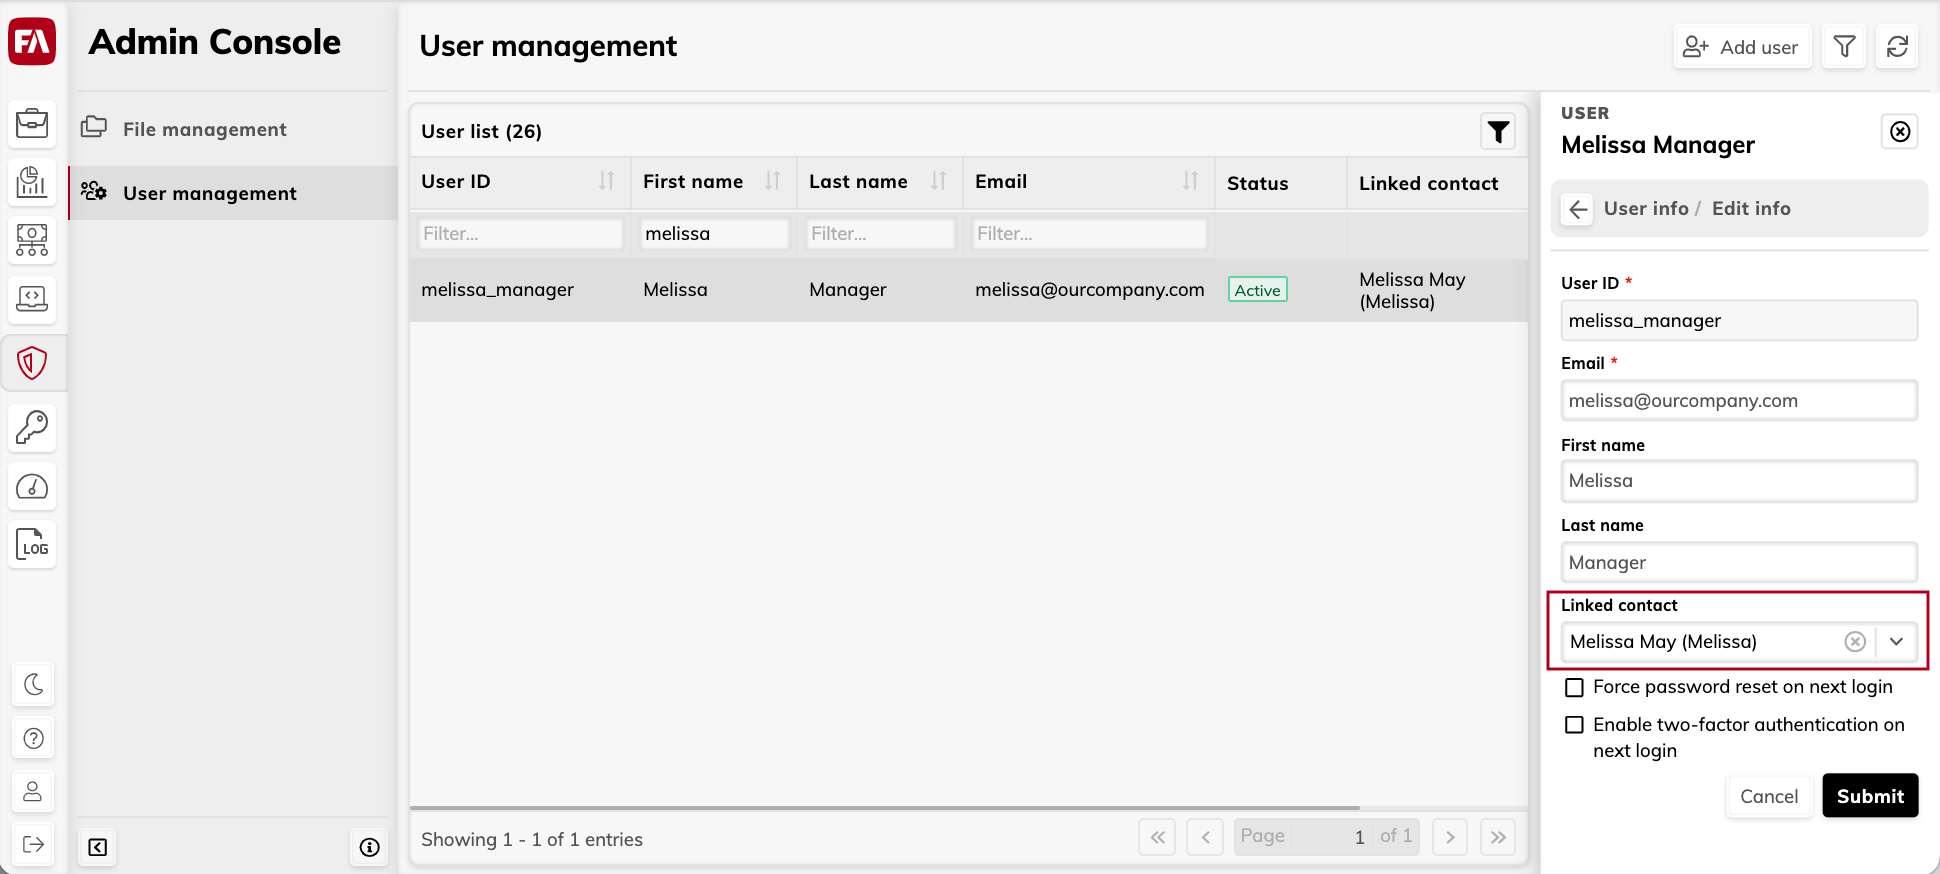 FA
Admin Console
File management
User management
LOG
User management
Add user
User list (26)
User ID First name Last name Email Status Linked contact
Filter... melissa Filter... Filter...
melissa_manager Melissa Manager melissa@ourcompany.com Active Melissa May
(Melissa)
Showing 1 - 1 of 1 entries
Page 1 of 1
USER
Melissa Manager
User info / Edit info
User ID *
melissa_manager
Email *
melissa@ourcompany.com
First name
Melissa
Last name
Manager
Linked contact
Melissa May (Melissa)
Force password reset on next login
Enable two-factor authentication on
next login
Cancel Submit